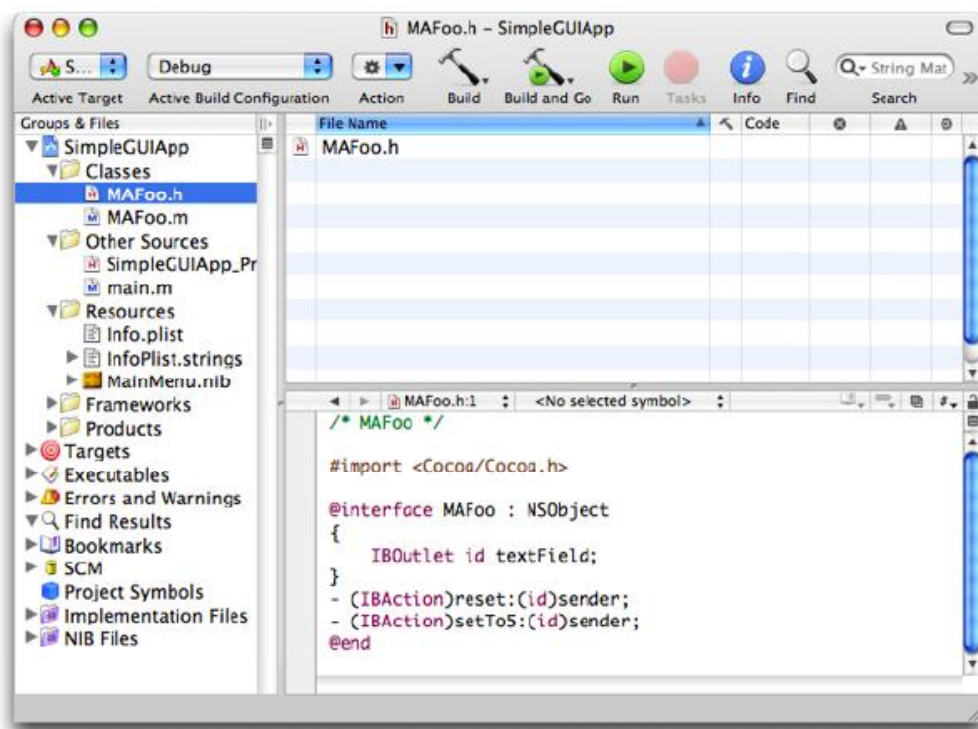 MAFoo.h – SimpleGUIApp
S... Debug
Active Target Active Build Configuration Action Build Build and Go Run Tasks Info Find Search
String Mat
Groups & Files
SimpleGUIApp
Classes
MAFoo.h
MAFoo.m
Other Sources
SimpleGUIApp_Pr
main.m
Resources
Info.plist
InfoPlist.strings
MainMenu.nib
Frameworks
Products
Targets
Executables
Errors and Warnings
Find Results
Bookmarks
SCM
Project Symbols
Implementation Files
NIB Files
File Name Code
MAFoo.h
MAFoo.h:1 <No selected symbol>
/* MAFoo */
#import <Cocoa/Cocoa.h>
@interface MAFoo : NSObject
{
IBOutlet id textField;
}
- (IBAction)reset:(id)sender;
- (IBAction)setTo5:(id)sender;
@end